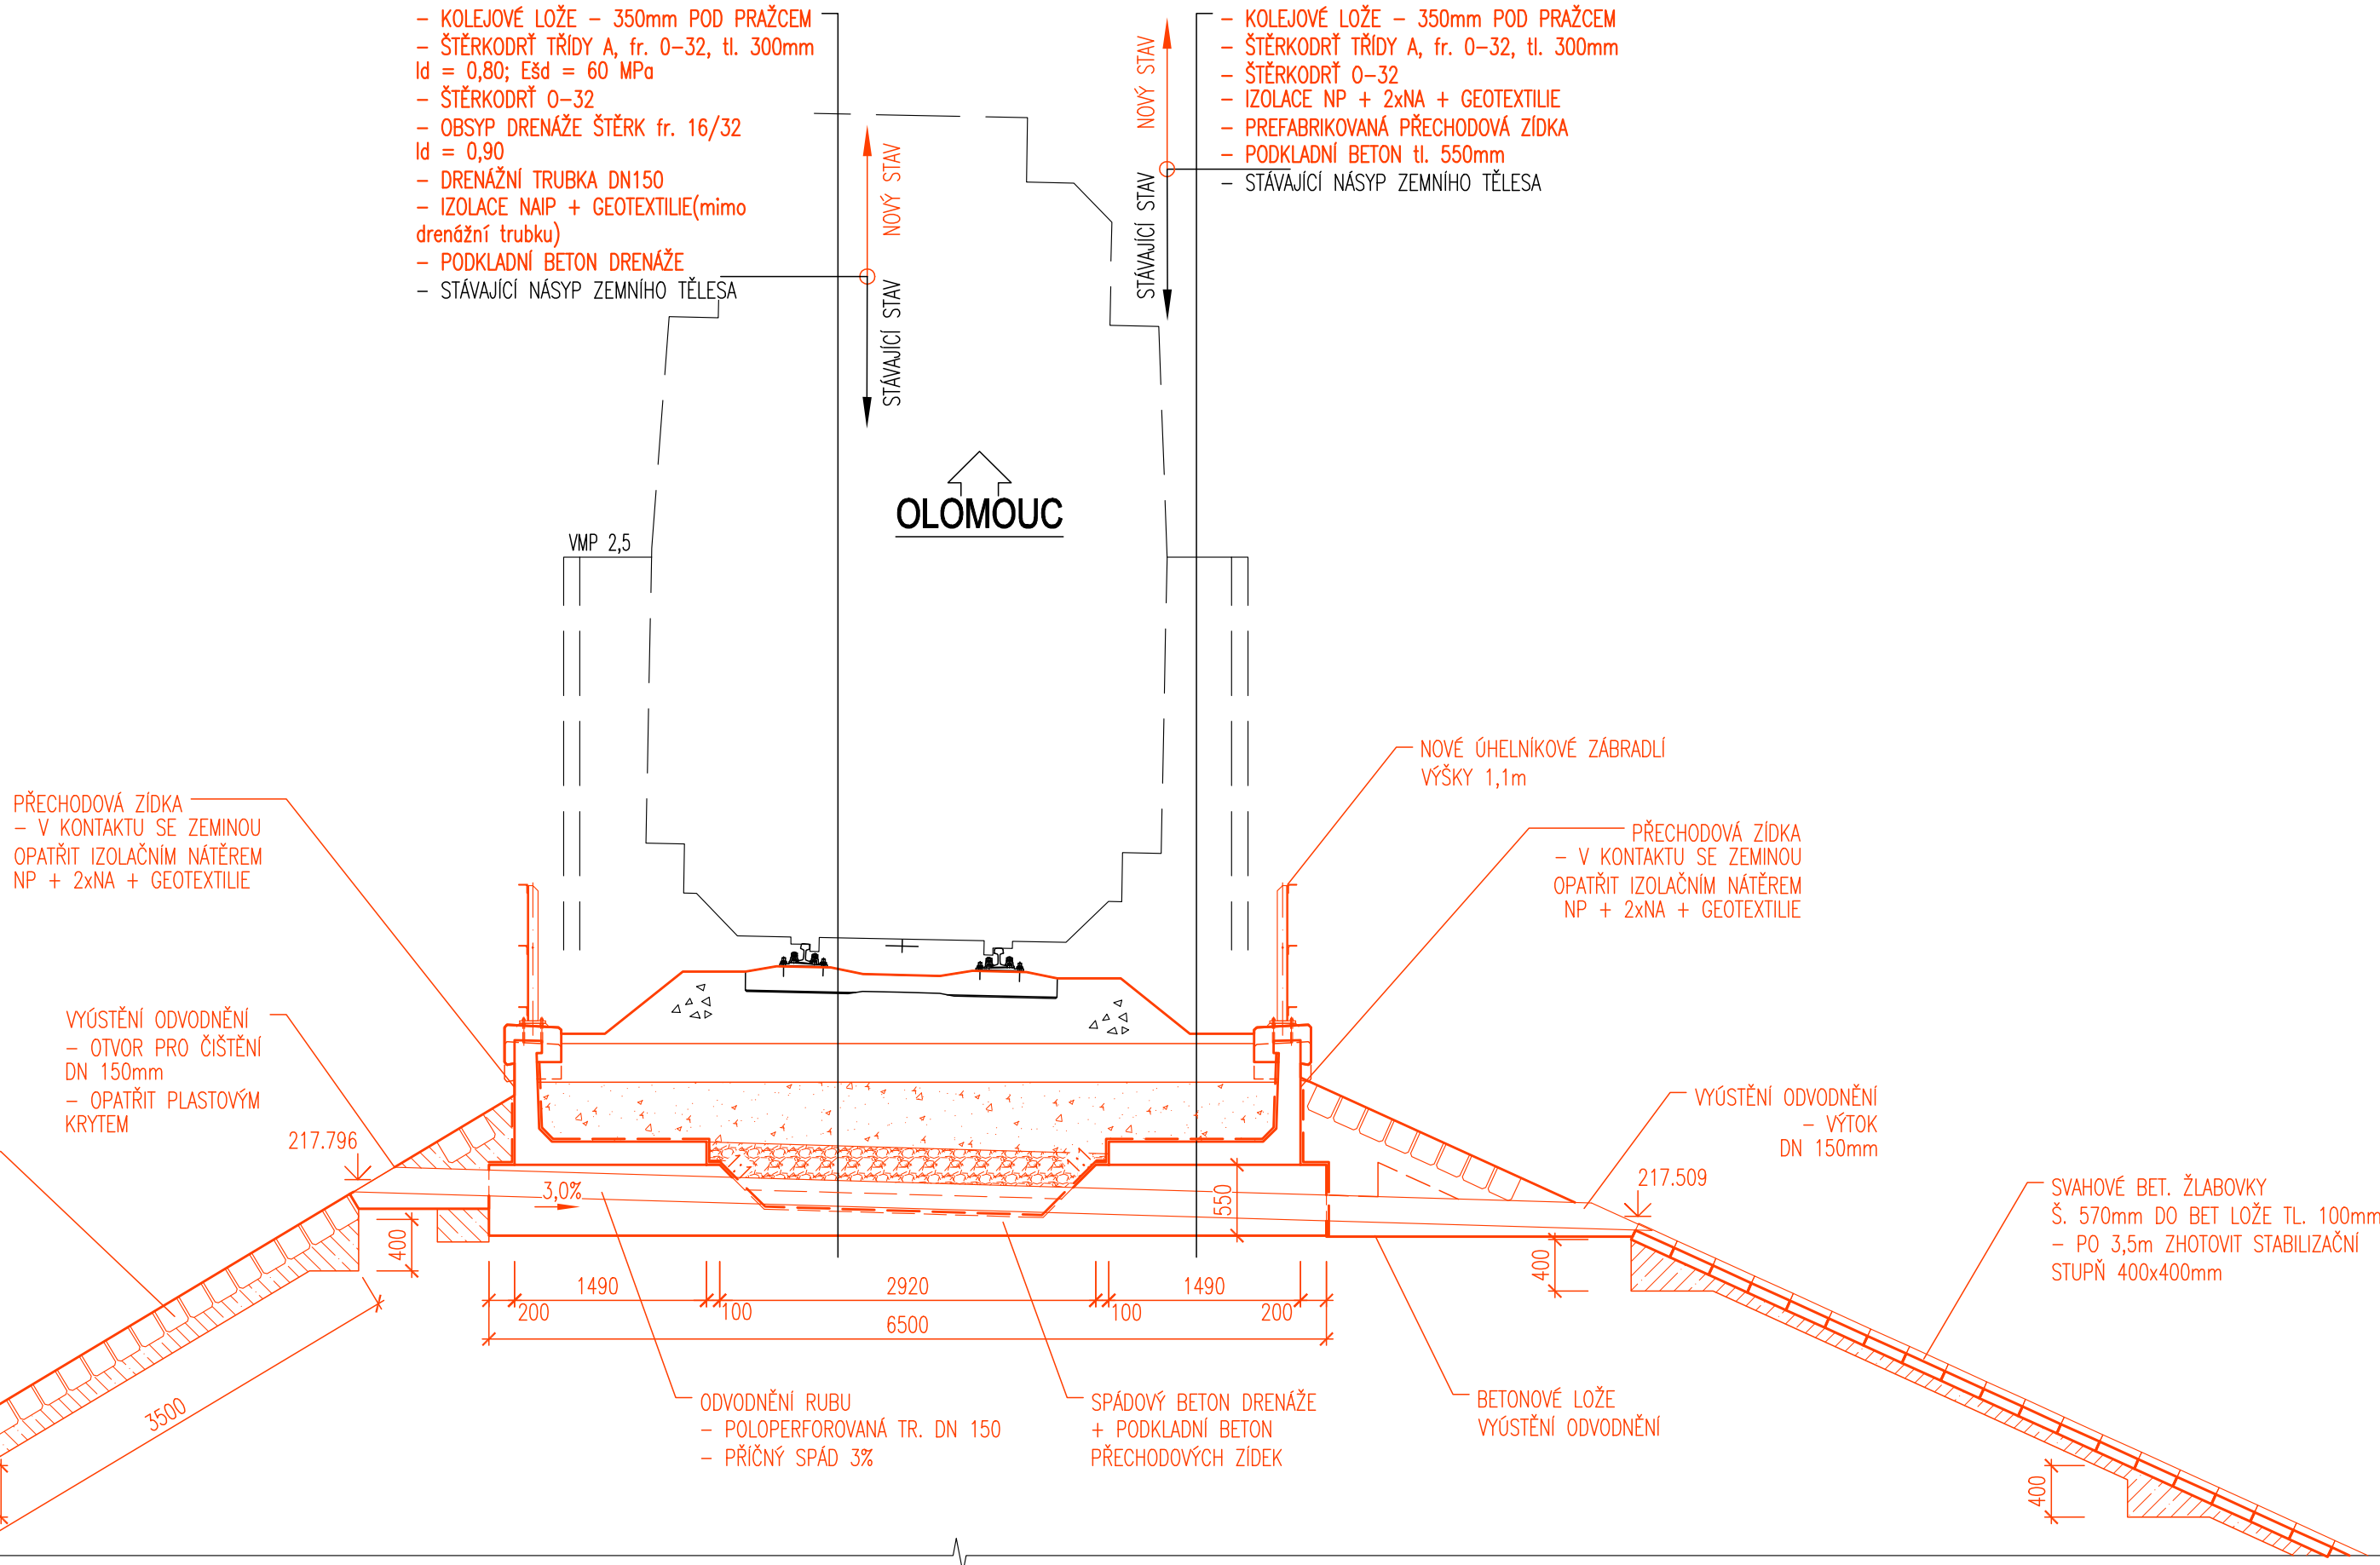 – KOLEJOVÉ LOŽE – 350mm POD PRAŽCEM
– ŠTĚRKODRŤ TŘÍDY A, fr. 0–32, tl. 300mm
Id = 0,80; Ešd = 60 MPa
– ŠTĚRKODRŤ 0–32
– OBSYP DRENÁŽE ŠTĚRK fr. 16/32
Id = 0,90
– DRENÁŽNÍ TRUBKA DN150
– IZOLACE NAIP + GEOTEXTILIE(mimo
drenážní trubku)
– PODKLADNÍ BETON DRENÁŽE
– STÁVAJÍCÍ NÁSYP ZEMNÍHO TĚLESA
NOVÝ STAV
STÁVAJÍCÍ STAV
– KOLEJOVÉ LOŽE – 350mm POD PRAŽCEM
– ŠTĚRKODRŤ TŘÍDY A, fr. 0–32, tl. 300mm
– ŠTĚRKODRŤ 0–32
– IZOLACE NP + 2xNA + GEOTEXTILIE
– PREFABRIKOVANÁ PŘECHODOVÁ ZÍDKA
– PODKLADNÍ BETON tl. 550mm
– STÁVAJÍCÍ NÁSYP ZEMNÍHO TĚLESA
NOVÝ STAV
STÁVAJÍCÍ STAV
OLOMOUC
VMP 2,5
NOVÉ ÚHELNÍKOVÉ ZÁBRADLÍ
VÝŠKY 1,1m
PŘECHODOVÁ ZÍDKA
– V KONTAKTU SE ZEMINOU
OPATŘIT IZOLAČNÍM NÁTĚREM
NP + 2xNA + GEOTEXTILIE
PŘECHODOVÁ ZÍDKA
– V KONTAKTU SE ZEMINOU
OPATŘIT IZOLAČNÍM NÁTĚREM
NP + 2xNA + GEOTEXTILIE
VYÚSTĚNÍ ODVODNĚNÍ
– OTVOR PRO ČIŠTĚNÍ
DN 150mm
– OPATŘIT PLASTOVÝM
KRYTEM
217.796
VYÚSTĚNÍ ODVODNĚNÍ
– VÝTOK
DN 150mm
217.509
SVAHOVÉ BET. ŽLABOVKY
Š. 570mm DO BET LOŽE TL. 100mm
– PO 3,5m ZHOTOVIT STABILIZAČNÍ
STUPŇ 400x400mm
1:1
1:1
3,0%
550
400
400
400
1490
2920
1490
200
100
100
200
6500
3500
ODVODNĚNÍ RUBU
– POLOPERFOROVANÁ TR. DN 150
– PŘÍČNÝ SPÁD 3%
SPÁDOVÝ BETON DRENÁŽE
+ PODKLADNÍ BETON
PŘECHODOVÝCH ZÍDEK
BETONOVÉ LOŽE
VYÚSTĚNÍ ODVODNĚNÍ